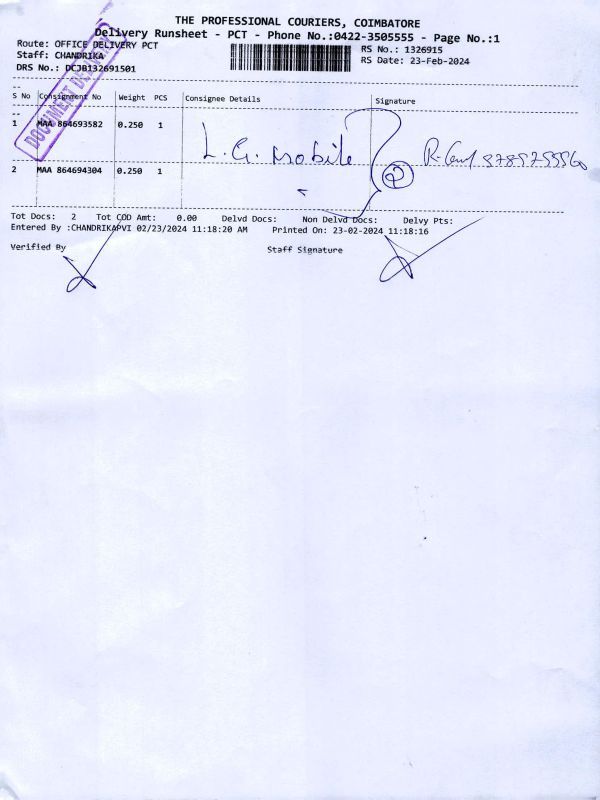 THE PROFESSIONAL COURIERS, COIMBATORE
Delivery Runsheet - PCT - Phone No.:0422-3505555 - Page No.:1
Route: OFFICE DELIVERY PCT
RS No.: 1326915
Staff: CHANDRIKA
RS Date: 23-Feb-2024
DRS No.: DCJB132691501
DOCUMENT DELIVERY
S No Consignment No Weight PCS Consignee Details Signature
1 MAA 864693582 0.250 1
L.G. mobile
2
2 MAA 864694304 0.250 1
Tot Docs: 2 Tot COD Amt: 0.00 Delvd Docs: Non Delvd Docs: Delvy Pts:
Entered By :CHANDRIKAPVI 02/23/2024 11:18:20 AM Printed On: 23-02-2024 11:18:16
Verified By Staff Signature